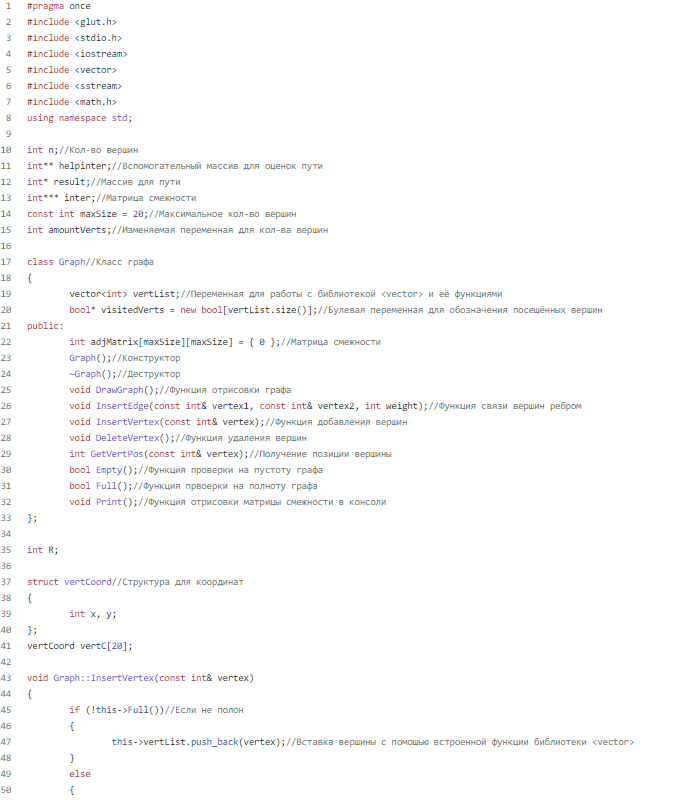 1 #pragma once
2 #include <glut.h>
3 #include <stdio.h>
4 #include <iostream>
5 #include <vector>
6 #include <sstream>
7 #include <math.h>
8 using namespace std;
9
10 int n;//Кол-во вершин
11 int** helpinter;//Вспомогательный массив для оценок пути
12 int* result;//Массив для пути
13 int*** inter;//Матрица смежности
14 const int maxSize = 20;//Максимальное кол-во вершин
15 int amountVerts;//Изменяемая переменная для кол-ва вершин
16
17 class Graph//Класс графа
18 {
19 vector<int> vertList;//Переменная для работы с библиотекой <vector> и её функциями
20 bool* visitedVerts = new bool[vertList.size()];//Булевая переменная для обозначения посещённых вершин
21 public:
22 int adjMatrix[maxSize][maxSize] = { 0 };//Матрица смежности
23 Graph();//Конструктор
24 ~Graph();//Деструктор
25 void DrawGraph();//Функция отрисовки графа
26 void InsertEdge(const int& vertex1, const int& vertex2, int weight);//Функция связи вершин ребром
27 void InsertVertex(const int& vertex);//Функция добавления вершин
28 void DeleteVertex();//Функция удаления вершин
29 int GetVertPos(const int& vertex);//Получение позиции вершины
30 bool Empty();//Функция проверки на пустоту графа
31 bool Full();//Функция првоерки на полноту графа
32 void Print();//Функция отрисовки матрицы смежности в консоли
33 };
34
35 int R;
36
37 struct vertCoord//Структура для координат
38 {
39 int x, y;
40 };
41 vertCoord vertC[20];
42
43 void Graph::InsertVertex(const int& vertex)
44 {
45 if (!this->Full())//Если не полон
46 {
47 this->vertList.push_back(vertex);//Вставка вершины с помощью встроенной функции библиотеки <vector>
48 }
49 else
50 {